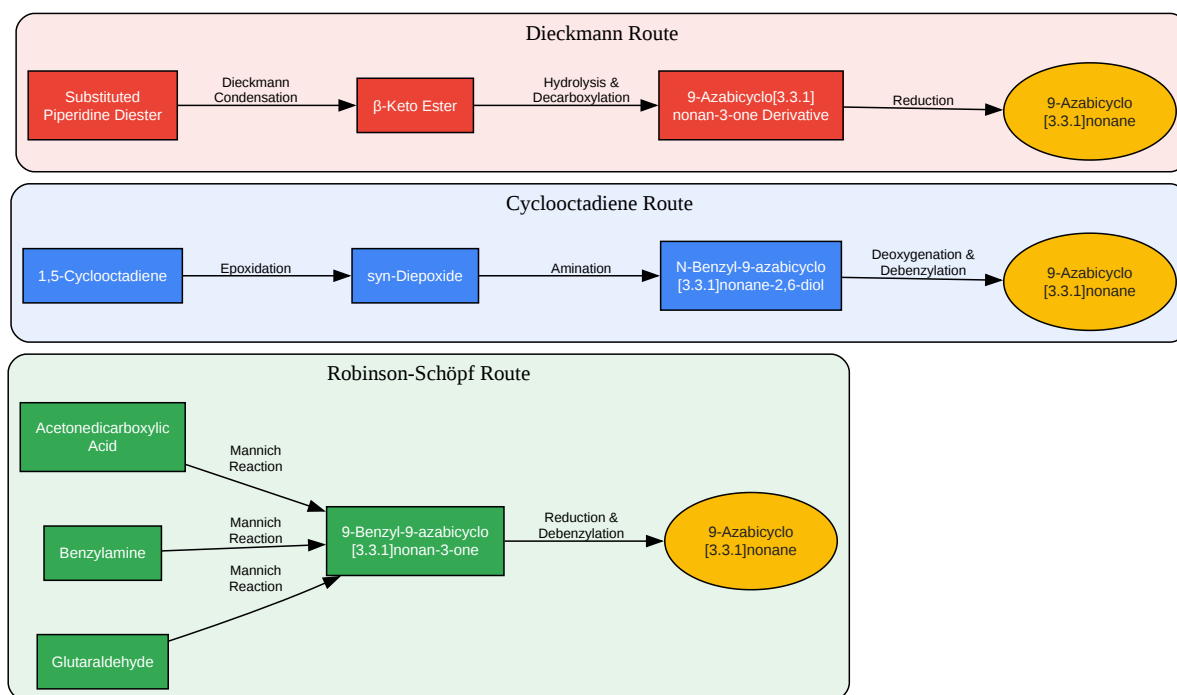 Dieckmann Route
Substituted
Piperidine Diester
Dieckmann
Condensation
β-Keto Ester
Hydrolysis &
Decarboxylation
9-Azabicyclo[3.3.1]
nonan-3-one Derivative
Reduction
9-Azabicyclo
[3.3.1]nonane
Cyclooctadiene Route
1,5-Cyclooctadiene
Epoxidation
syn-Diepoxide
Amination
N-Benzyl-9-azabicyclo
[3.3.1]nonane-2,6-diol
Deoxygenation &
Debenzylation
9-Azabicyclo
[3.3.1]nonane
Robinson-Schöpf Route
Acetonedicarboxylic
Acid
Mannich
Reaction
Benzylamine
Mannich
Reaction
Glutaraldehyde
Mannich
Reaction
9-Benzyl-9-azabicyclo
[3.3.1]nonan-3-one
Reduction &
Debenzylation
9-Azabicyclo
[3.3.1]nonane